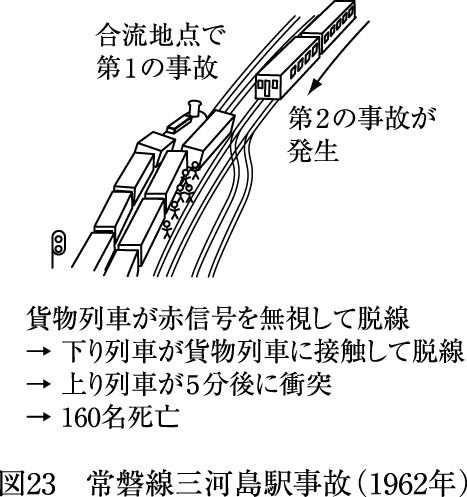 合流地点で
第1の事故
第2の事故が
発生
貨物列車が赤信号を無視して脱線
→ 下り列車が貨物列車に接触して脱線
→ 上り列車が5分後に衝突
→ 160名死亡
図23　常磐線三河島駅事故（1962年）